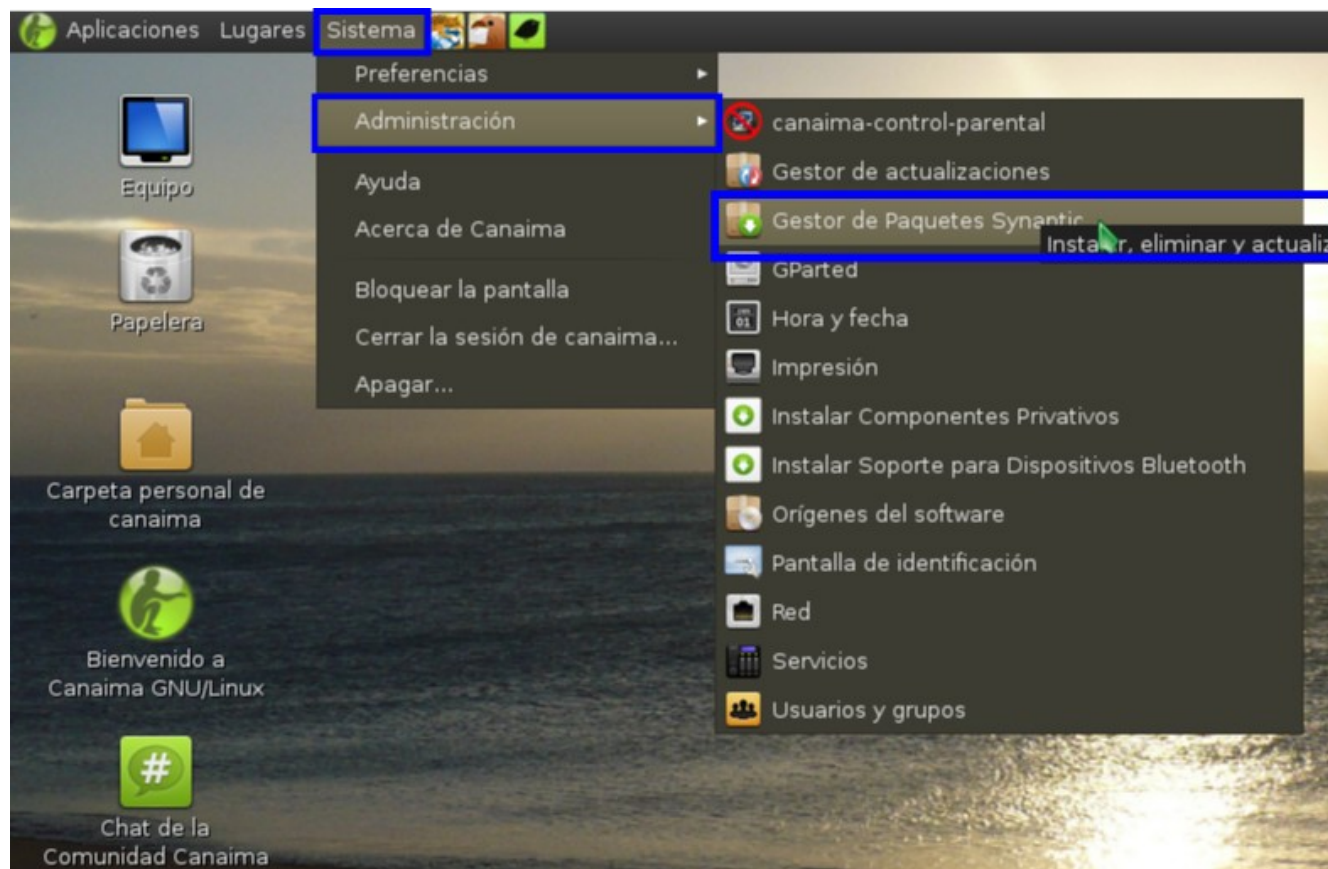 Aplicaciones Lugares Sistema
Preferencias
Administración
Ayuda
Acerca de Canaima
Bloquear la pantalla
Cerrar la sesión de canaima...
Apagar...
canaima-control-parental
Gestor de actualizaciones
Gestor de Paquetes Synaptic
eliminar y
GParted
Hora y fecha
Impresión
Instalar Componentes Privativos
Instalar Soporte para Dispositivos Bluetooth
Orígenes del software
Pantalla de identificación
Red
Servicios
Usuarios y grupos
Equipo
Papelera
Carpeta personal de
canaima
Bienvenido a
Canaima GNU/Linux
#
Chat de la
Comunidad Canaima